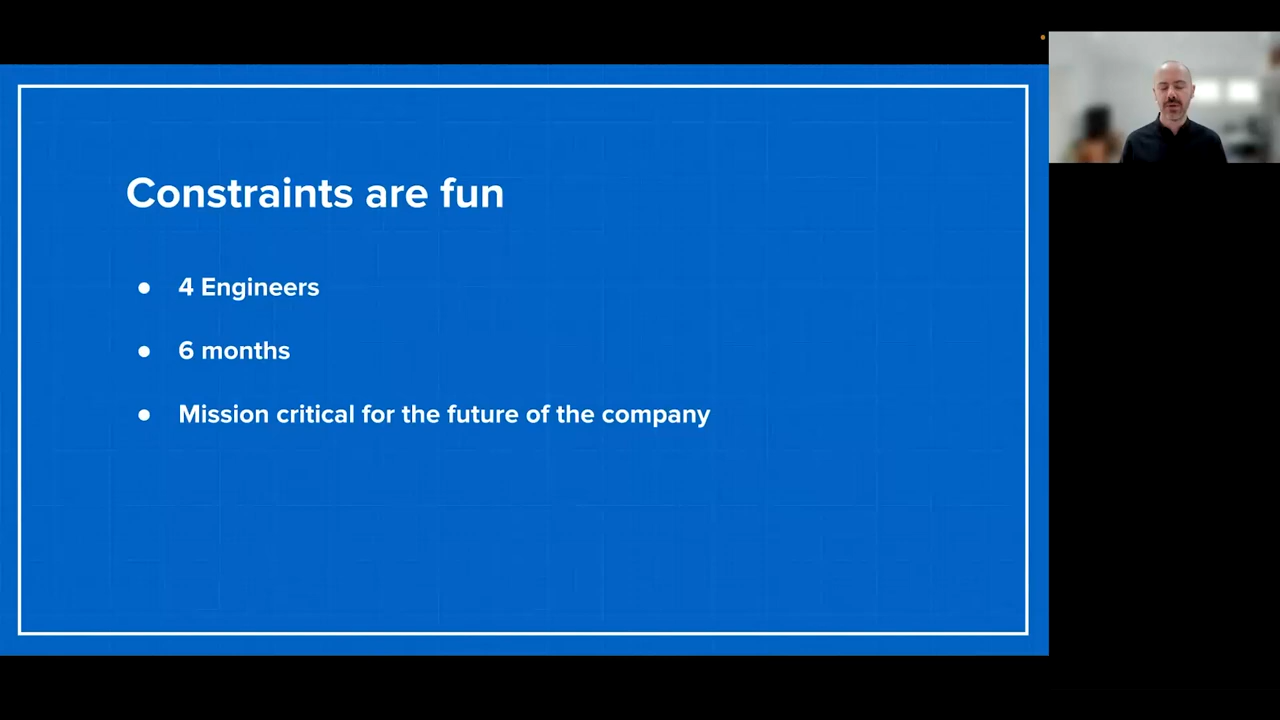 Constraints are fun
● 4 Engineers
● 6 months
● Mission critical for the future of the company